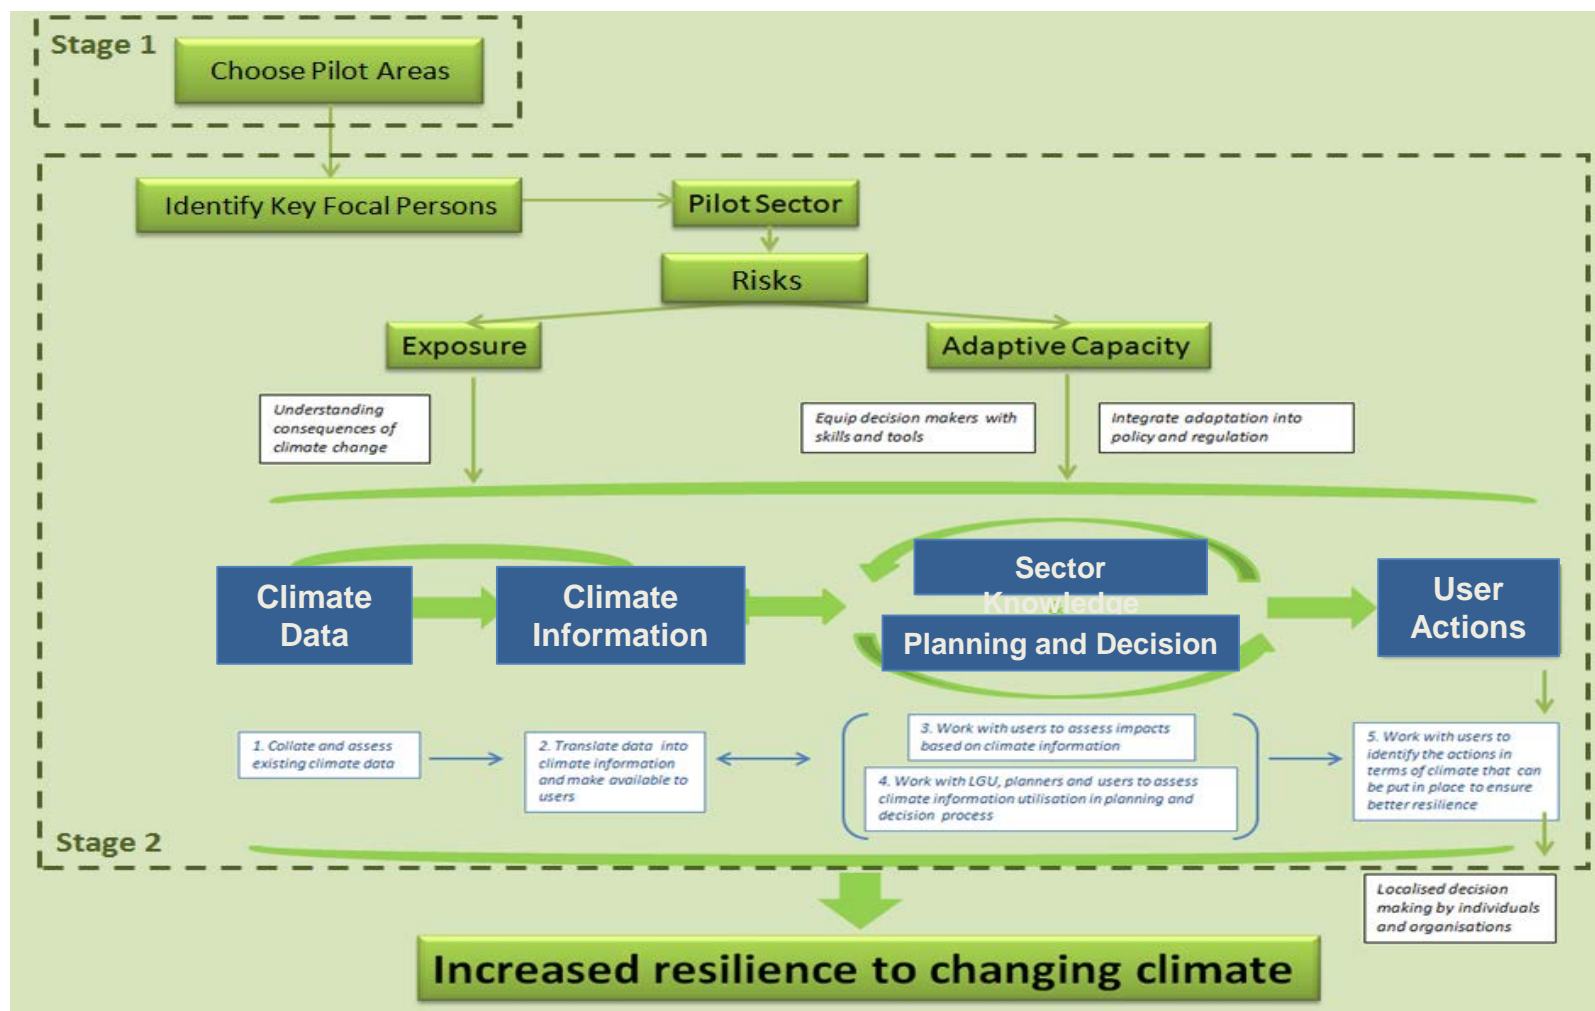 Stage 1
Choose Pilot Areas
Identify Key Focal Persons
Pilot Sector
Risks
Exposure
Adaptive Capacity
Understanding
consequences of
climate change
Equip decision makers with
skills and tools
Integrate adaptation into
policy and regulation
Climate
Data
Climate
Information
Sector
Knowledge
Planning and Decision
User
Actions
1. Collate and assess
existing climate data
2. Translate data into
climate information
and make available to
users
3. Work with users to assess impacts
based on climate information
4. Work with LGU, planners and users to assess
climate information utilisation in planning and
decision process
5. Work with users to
identify the actions in
terms of climate that can
be put in place to ensure
better resilience
Stage 2
Localised decision
making by individuals
and organisations
Increased resilience to changing climate